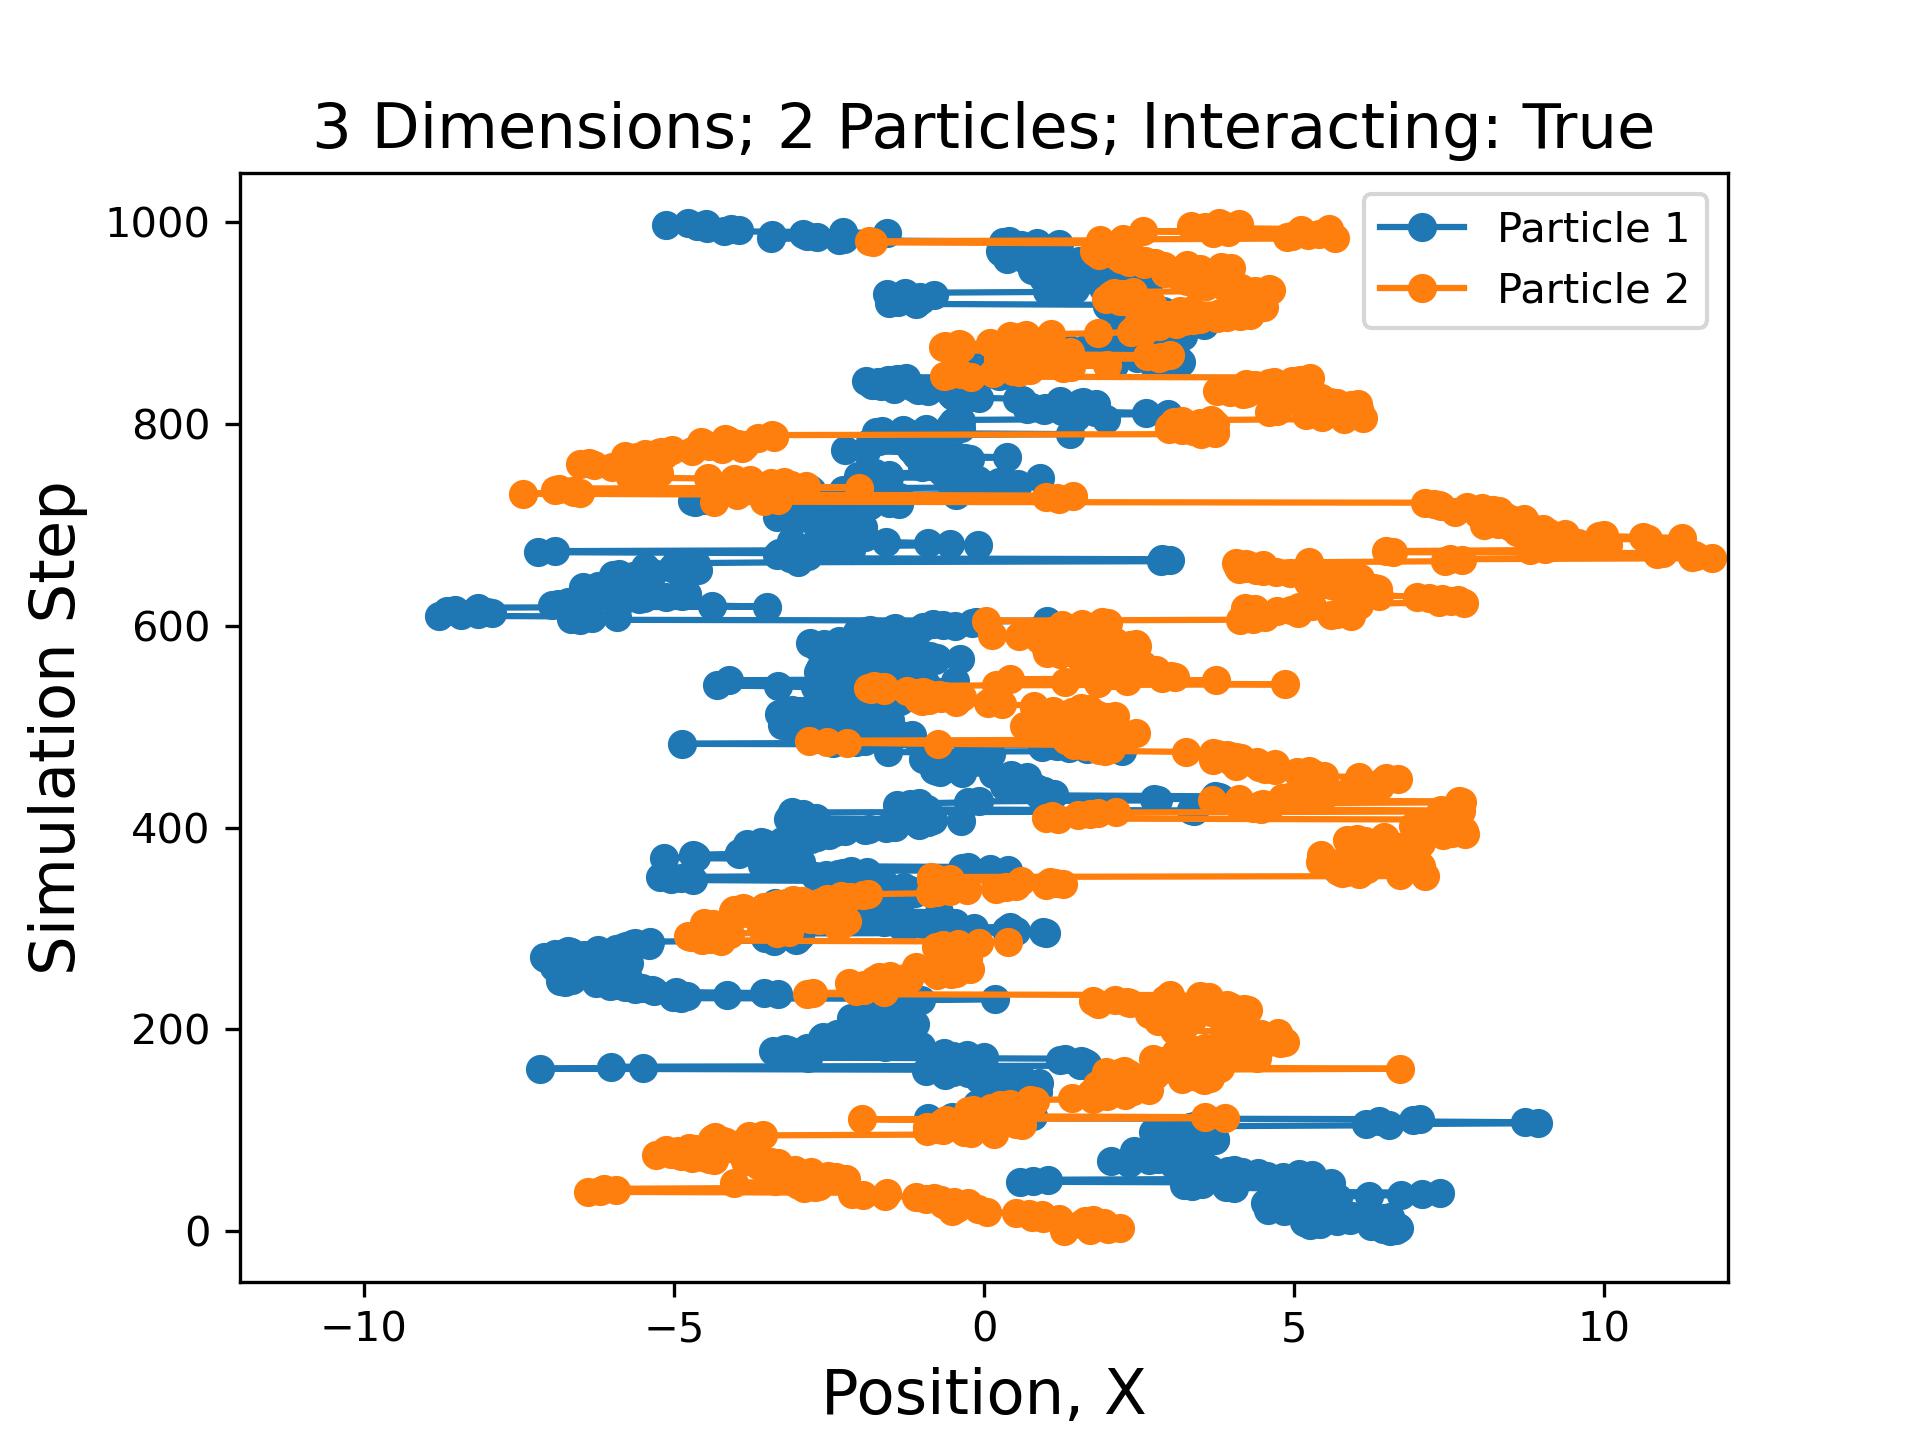 3 Dimensions; 2 Particles; Interacting: True
Particle 1
Particle 2
1000
800
600
400
200
0
Simulation Step
−10
−5
0
5
10
Position, X